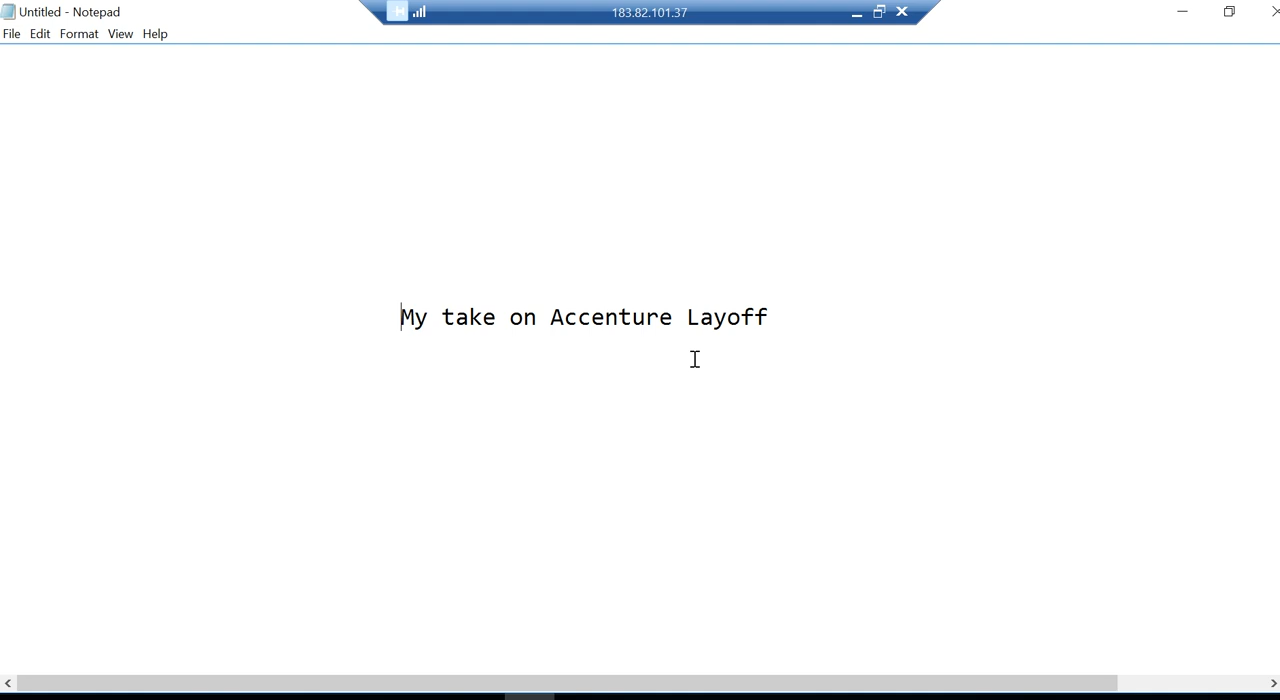 Untitled - Notepad
183.82.101.37
File Edit Format View Help
My take on Accenture Layoff